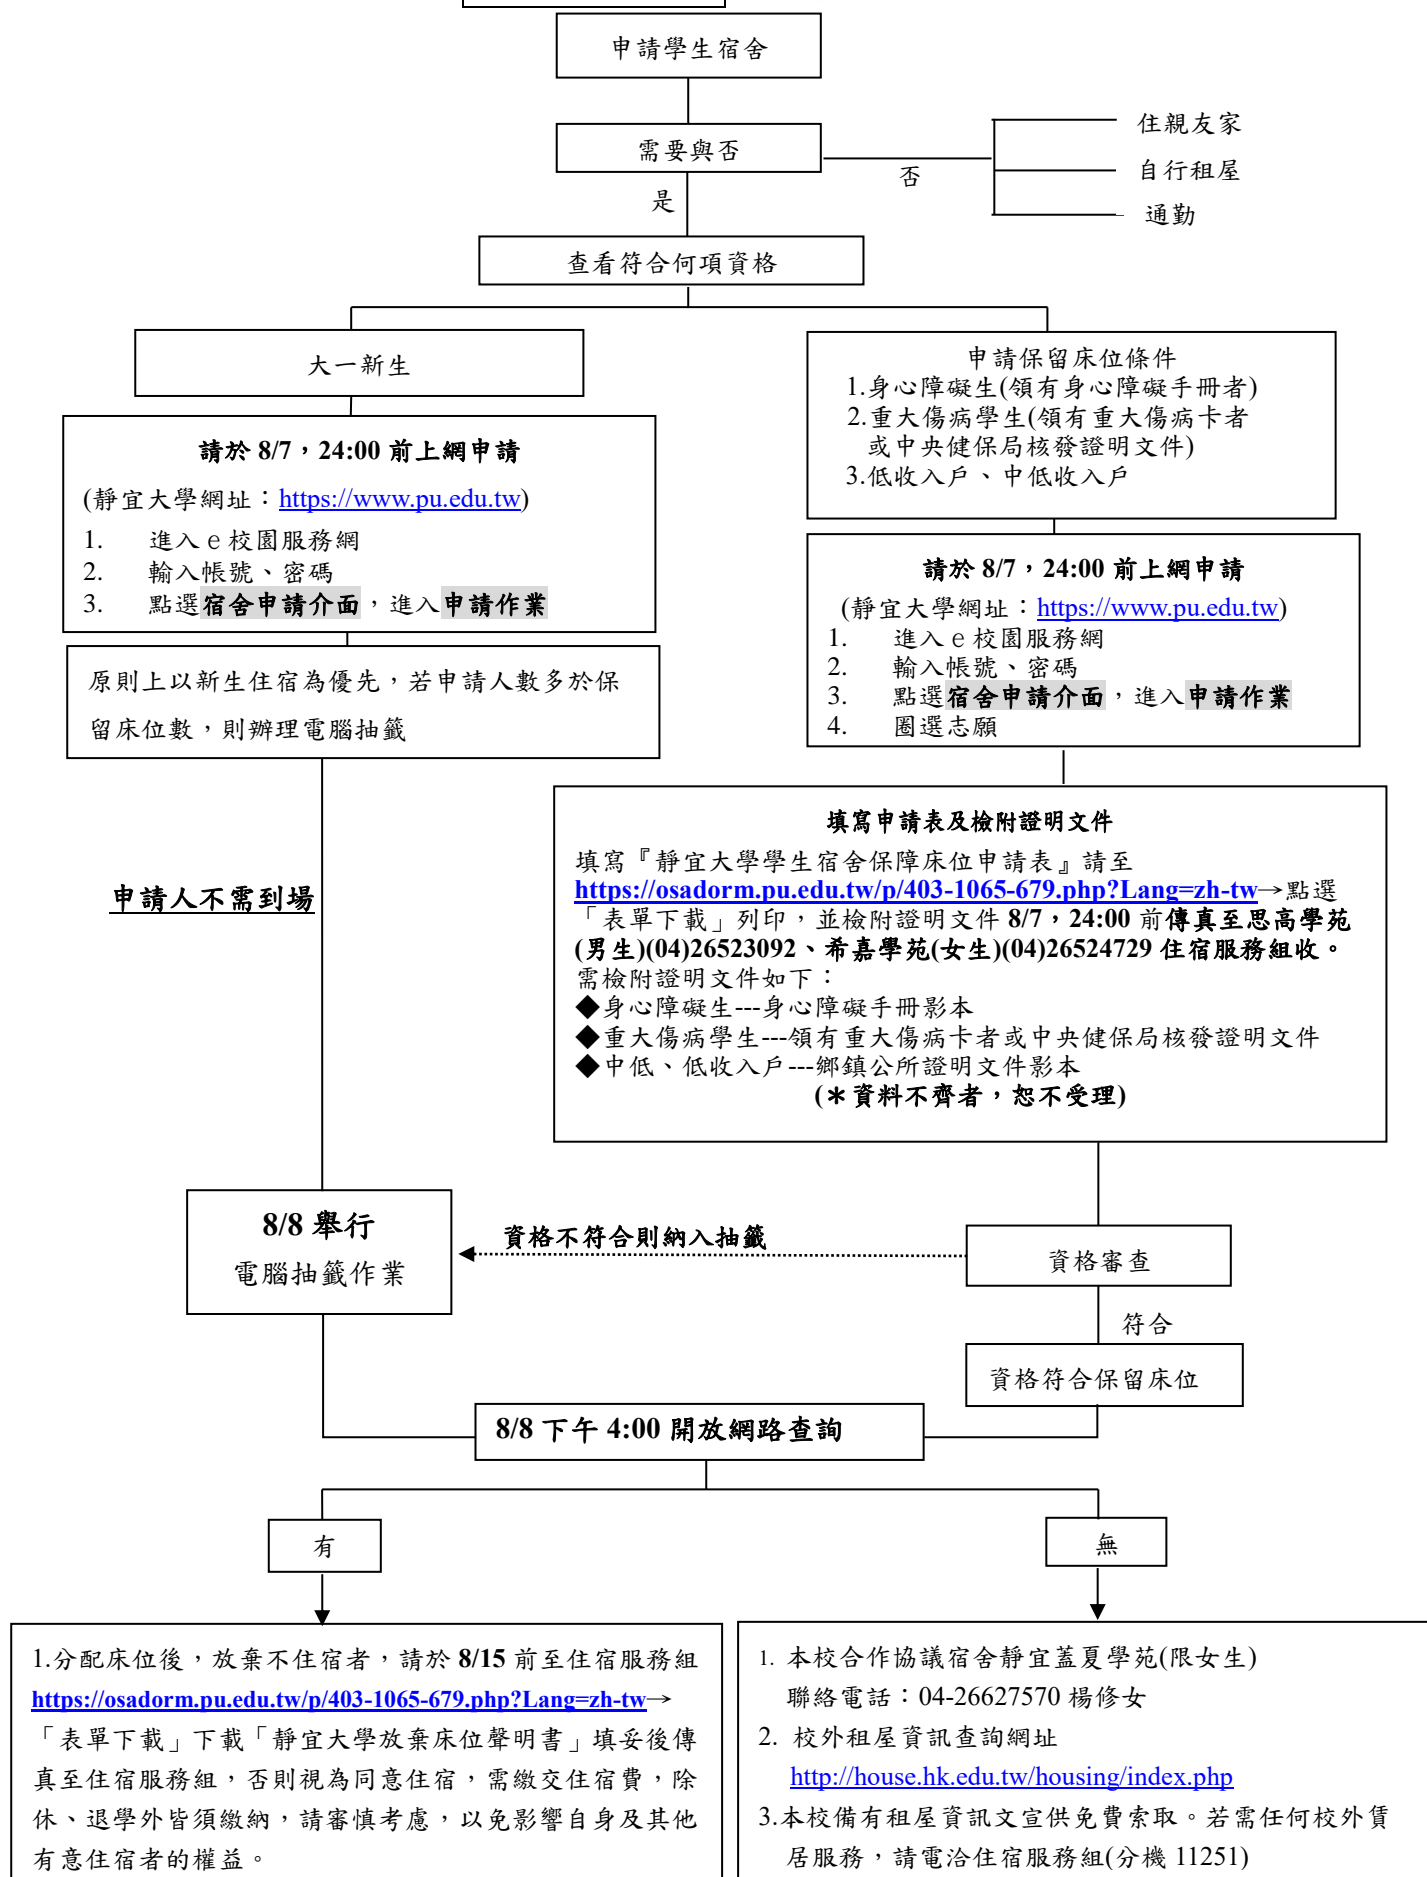 申請學生宿舍
需要與否
否
住親友家
自行租屋
通勤
是
查看符合何項資格
大一新生
請於 8/7，24:00 前上網申請
(靜宜大學網址：https://www.pu.edu.tw)
1. 進入 e 校園服務網
2. 輸入帳號、密碼
3. 點選宿舍申請介面，進入申請作業
原則上以新生住宿為優先，若申請人數多於保
留床位數，則辦理電腦抽籤
申請人不需到場
申請保留床位條件
1.身心障礙生(領有身心障礙手冊者)
2.重大傷病學生(領有重大傷病卡者
或中央健保局核發證明文件)
3.低收入戶、中低收入戶
請於 8/7，24:00 前上網申請
(靜宜大學網址：https://www.pu.edu.tw)
1. 進入 e 校園服務網
2. 輸入帳號、密碼
3. 點選宿舍申請介面，進入申請作業
4. 圈選志願
填寫申請表及檢附證明文件
填寫『靜宜大學學生宿舍保障床位申請表』請至
https://osadorm.pu.edu.tw/p/403-1065-679.php?Lang=zh-tw→點選
「表單下載」列印，並檢附證明文件 8/7，24:00 前傳真至思高學苑
(男生)(04)26523092、希嘉學苑(女生)(04)26524729 住宿服務組收。
需檢附證明文件如下：
◆身心障礙生---身心障礙手冊影本
◆重大傷病學生---領有重大傷病卡者或中央健保局核發證明文件
◆中低、低收入戶---鄉鎮公所證明文件影本
(＊資料不齊者，恕不受理)
8/8 舉行
電腦抽籤作業
資格不符合則納入抽籤
資格審查
符合
資格符合保留床位
8/8 下午 4:00 開放網路查詢
有
無
1.分配床位後，放棄不住宿者，請於 8/15 前至住宿服務組
https://osadorm.pu.edu.tw/p/403-1065-679.php?Lang=zh-tw→
「表單下載」下載「靜宜大學放棄床位聲明書」填妥後傳
真至住宿服務組，否則視為同意住宿，需繳交住宿費，除
休、退學外皆須繳納，請審慎考慮，以免影響自身及其他
有意住宿者的權益。
1. 本校合作協議宿舍靜宜蓋夏學苑(限女生)
聯絡電話：04-26627570 楊修女
2. 校外租屋資訊查詢網址
http://house.hk.edu.tw/housing/index.php
3.本校備有租屋資訊文宣供免費索取。若需任何校外賃
居服務，請電洽住宿服務組(分機 11251)